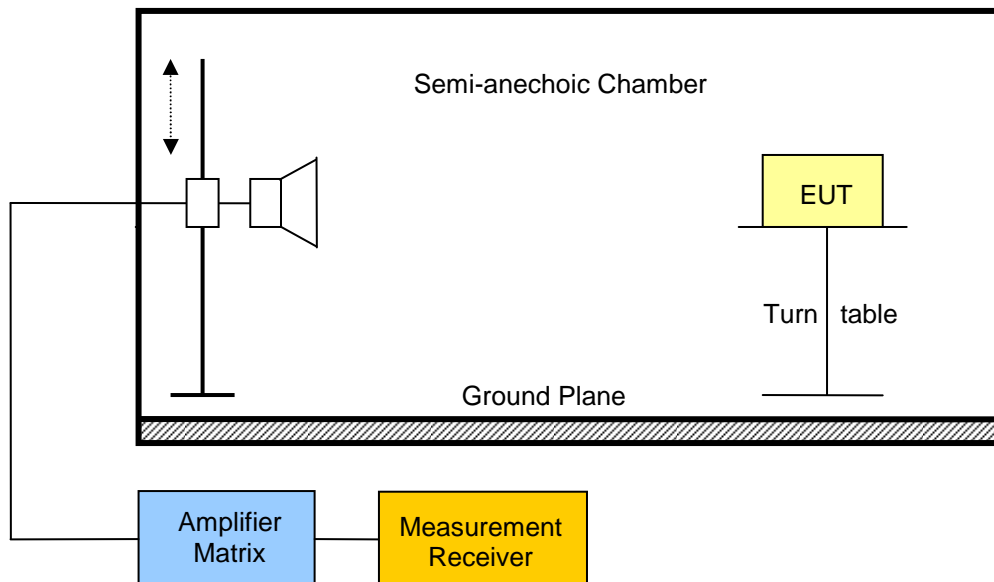 Semi-anechoic Chamber
EUT
Turn table
Ground Plane
Amplifier
Matrix
Measurement
Receiver